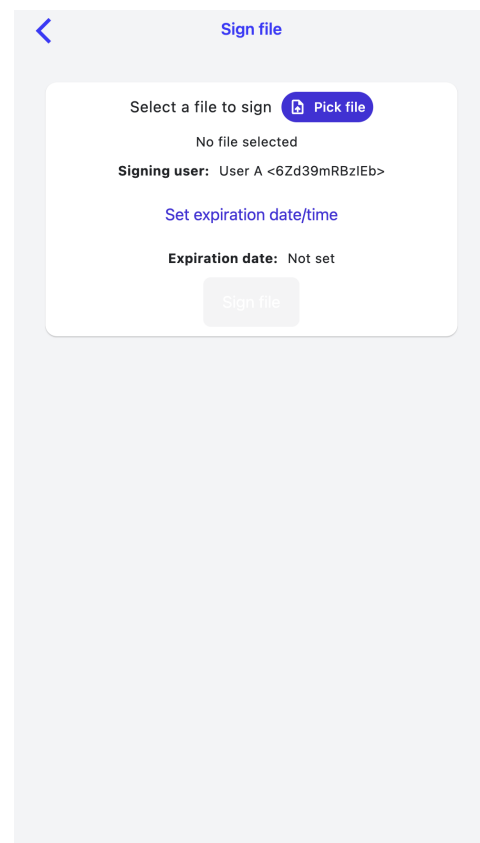 Sign file
Select a file to sign Pick file
No file selected
Signing user: User A <6Zd39mRBzIEb>
Set expiration date/time
Expiration date: Not set
Sign file